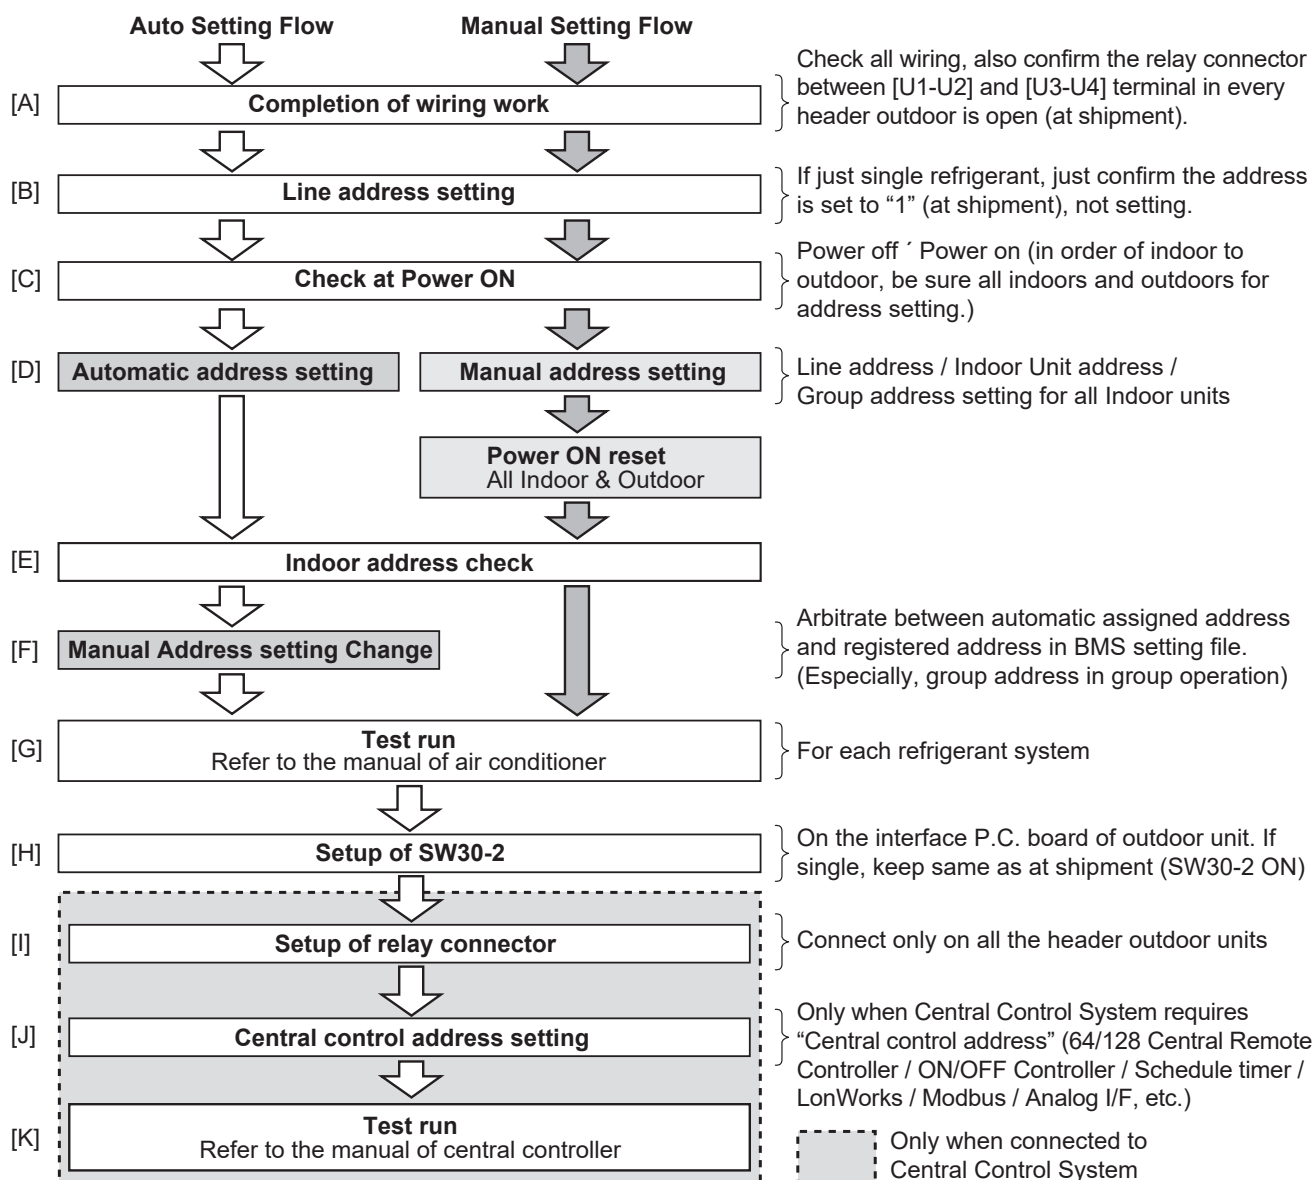 Auto Setting Flow
Manual Setting Flow
[A]
Completion of wiring work
Check all wiring, also confirm the relay connector
between [U1-U2] and [U3-U4] terminal in every
header outdoor is open (at shipment).
[B]
Line address setting
If just single refrigerant, just confirm the address
is set to “1” (at shipment), not setting.
[C]
Check at Power ON
Power off ´ Power on (in order of indoor to
outdoor, be sure all indoors and outdoors for
address setting.)
[D]
Automatic address setting
Manual address setting
Line address / Indoor Unit address /
Group address setting for all Indoor units
Power ON reset
All Indoor & Outdoor
[E]
Indoor address check
[F]
Manual Address setting Change
Arbitrate between automatic assigned address
and registered address in BMS setting file.
(Especially, group address in group operation)
[G]
Test run
Refer to the manual of air conditioner
For each refrigerant system
[H]
Setup of SW30-2
On the interface P.C. board of outdoor unit. If
single, keep same as at shipment (SW30-2 ON)
[I]
Setup of relay connector
Connect only on all the header outdoor units
[J]
Central control address setting
Only when Central Control System requires
“Central control address” (64/128 Central Remote
Controller / ON/OFF Controller / Schedule timer /
LonWorks / Modbus / Analog I/F, etc.)
[K]
Test run
Refer to the manual of central controller
Only when connected to
Central Control System